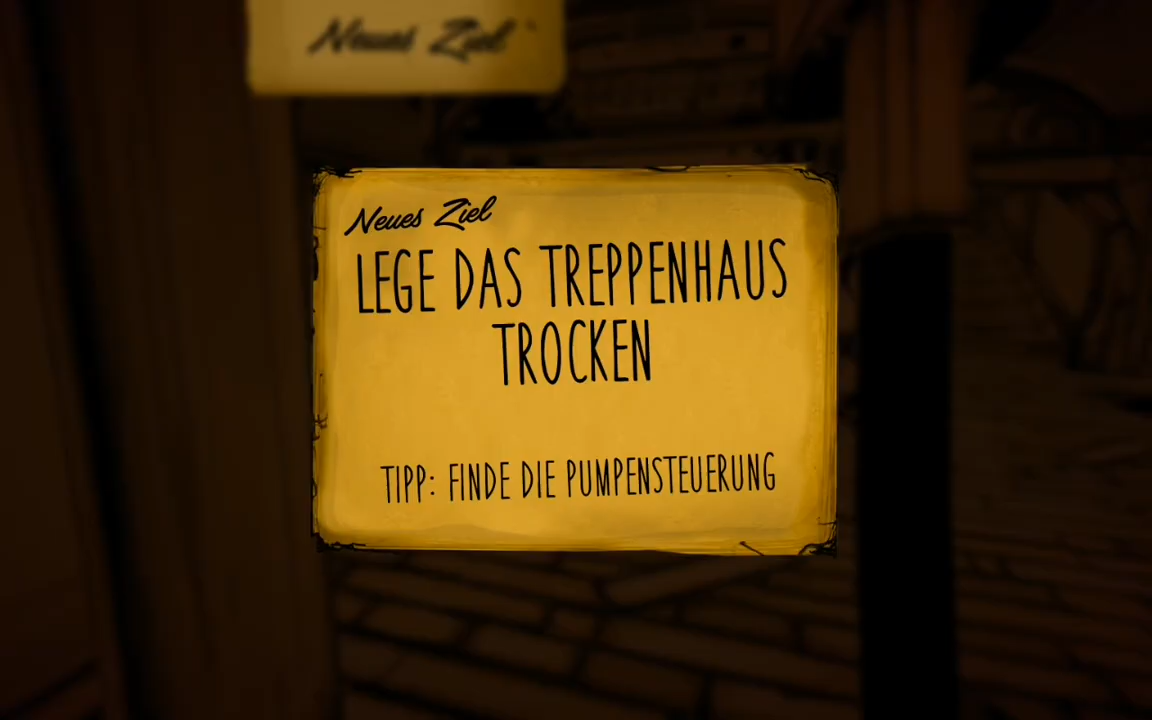 Neues Ziel
Neues Ziel
LEGE DAS TREPPENHAUS
TROCKEN
TIPP: FINDE DIE PUMPENSTEUERUNG